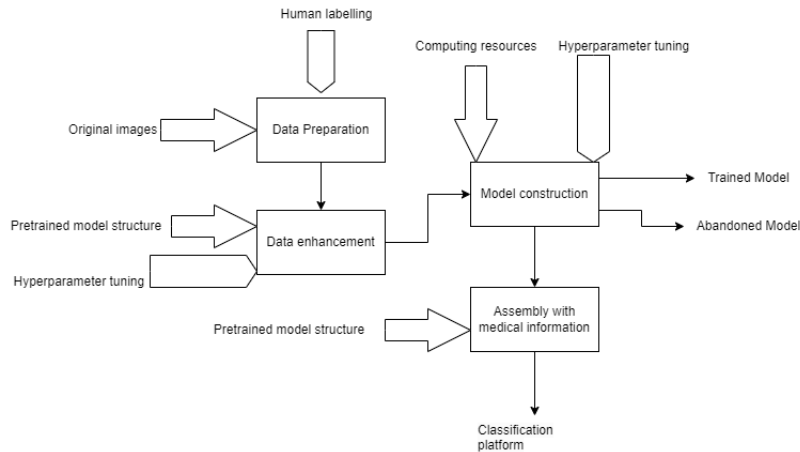 Human labelling
Computing resources
Hyperparameter tuning
Original images
Data Preparation
Model construction
Trained Model
Pretrained model structure
Abandoned Model
Data enhancement
Hyperparameter tuning
Assembly with
medical information
Pretrained model structure
Classification
platform